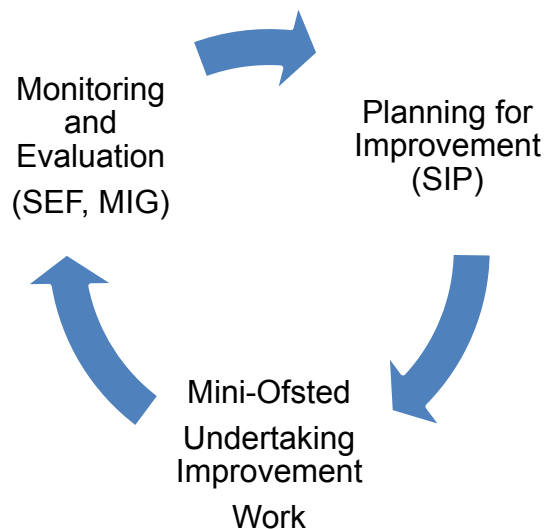 Monitoring
and
Evaluation
(SEF, MIG)
Planning for
Improvement
(SIP)
Mini-Ofsted
Undertaking
Improvement
Work